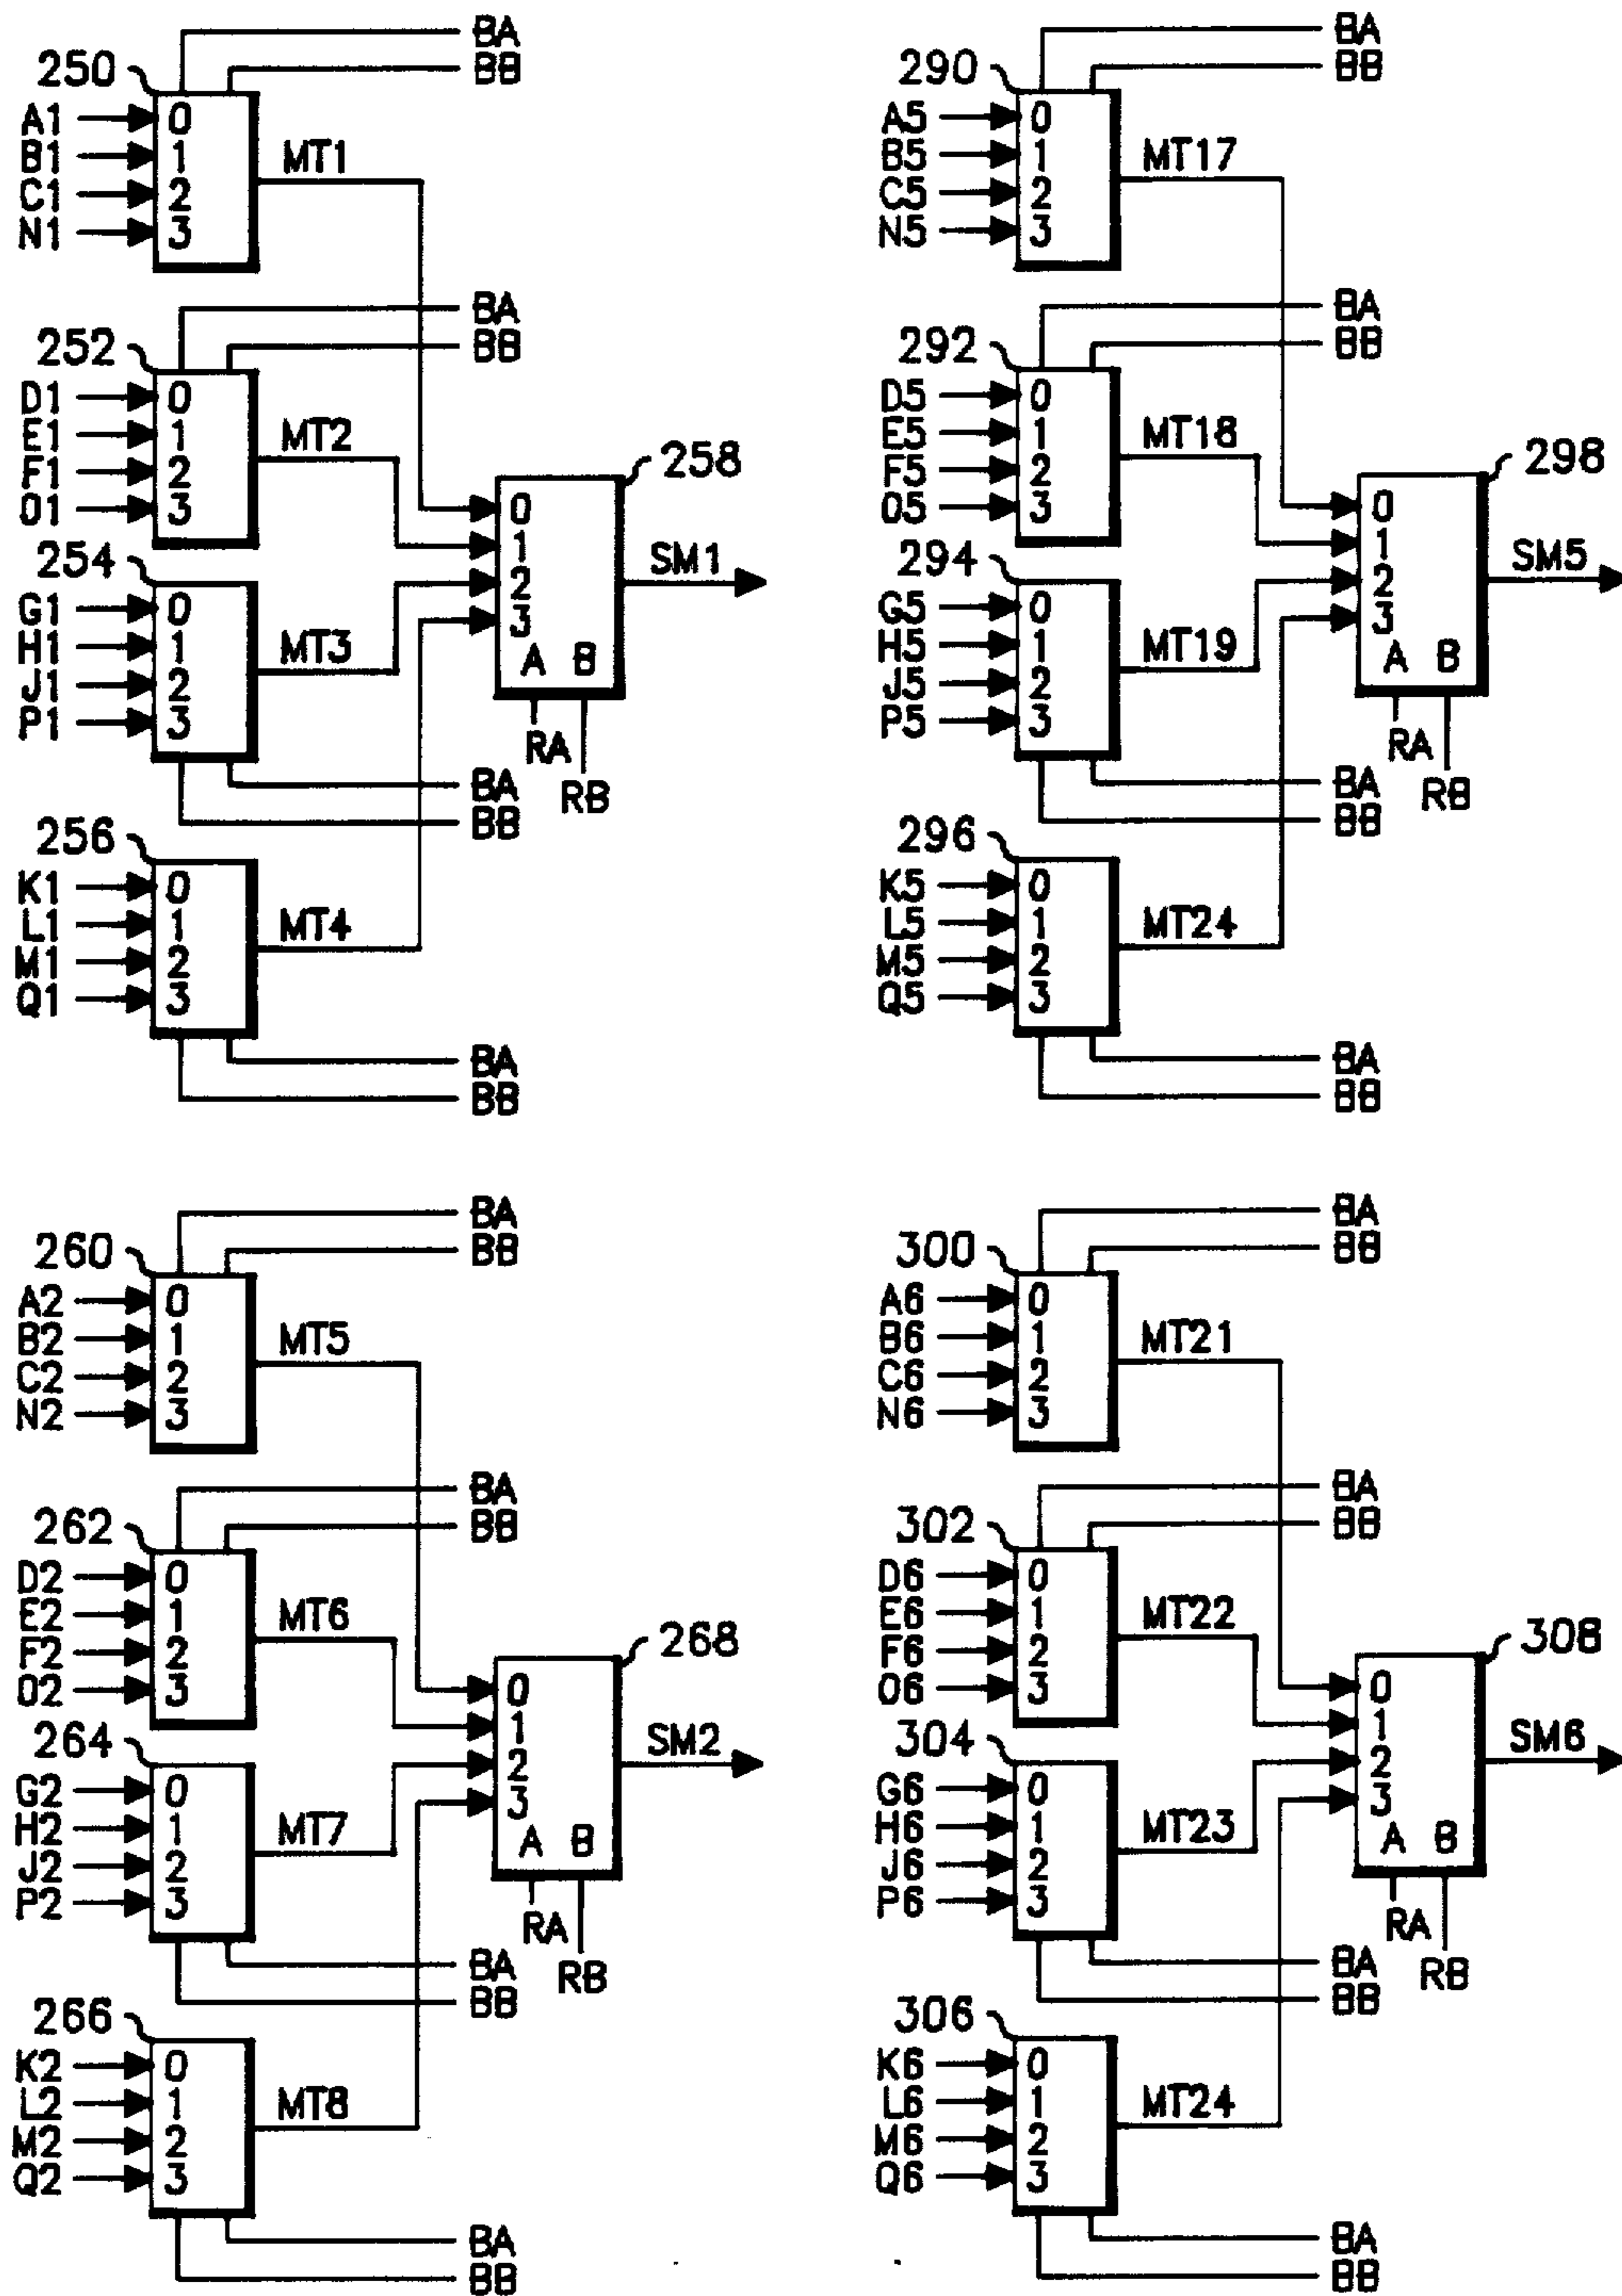 BA
BB
250
A1 0
B1 1 MT1
C1 2
N1 3
BA
BB
252
D1 0
E1 1 MT2
F1 2
O1 3
258
0
1
2
3
A B
SM1
RA
RB
254
G1 0
H1 1 MT3
J1 2
P1 3
BA
BB
256
K1 0
L1 1 MT4
M1 2
Q1 3
BA
BB
BA
BB
290
A5 0
B5 1 MT17
C5 2
N5 3
BA
BB
292
D5 0
E5 1 MT18
F5 2
O5 3
298
0
1
2
3
A B
SM5
RA
RB
294
G5 0
H5 1 MT19
J5 2
P5 3
BA
BB
296
K5 0
L5 1 MT24
M5 2
Q5 3
BA
BB
BA
BB
260
A2 0
B2 1 MT5
C2 2
N2 3
BA
BB
262
D2 0
E2 1 MT6
F2 2
O2 3
268
0
1
2
3
A B
SM2
RA
RB
264
G2 0
H2 1 MT7
J2 2
P2 3
BA
BB
266
K2 0
L2 1 MT8
M2 2
Q2 3
BA
BB
BA
BB
300
A6 0
B6 1 MT21
C6 2
N6 3
BA
BB
302
D6 0
E6 1 MT22
F6 2
O6 3
308
0
1
2
3
A B
SM6
RA
RB
304
G6 0
H6 1 MT23
J6 2
P6 3
BA
BB
306
K6 0
L6 1 MT24
M6 2
Q6 3
BA
BB